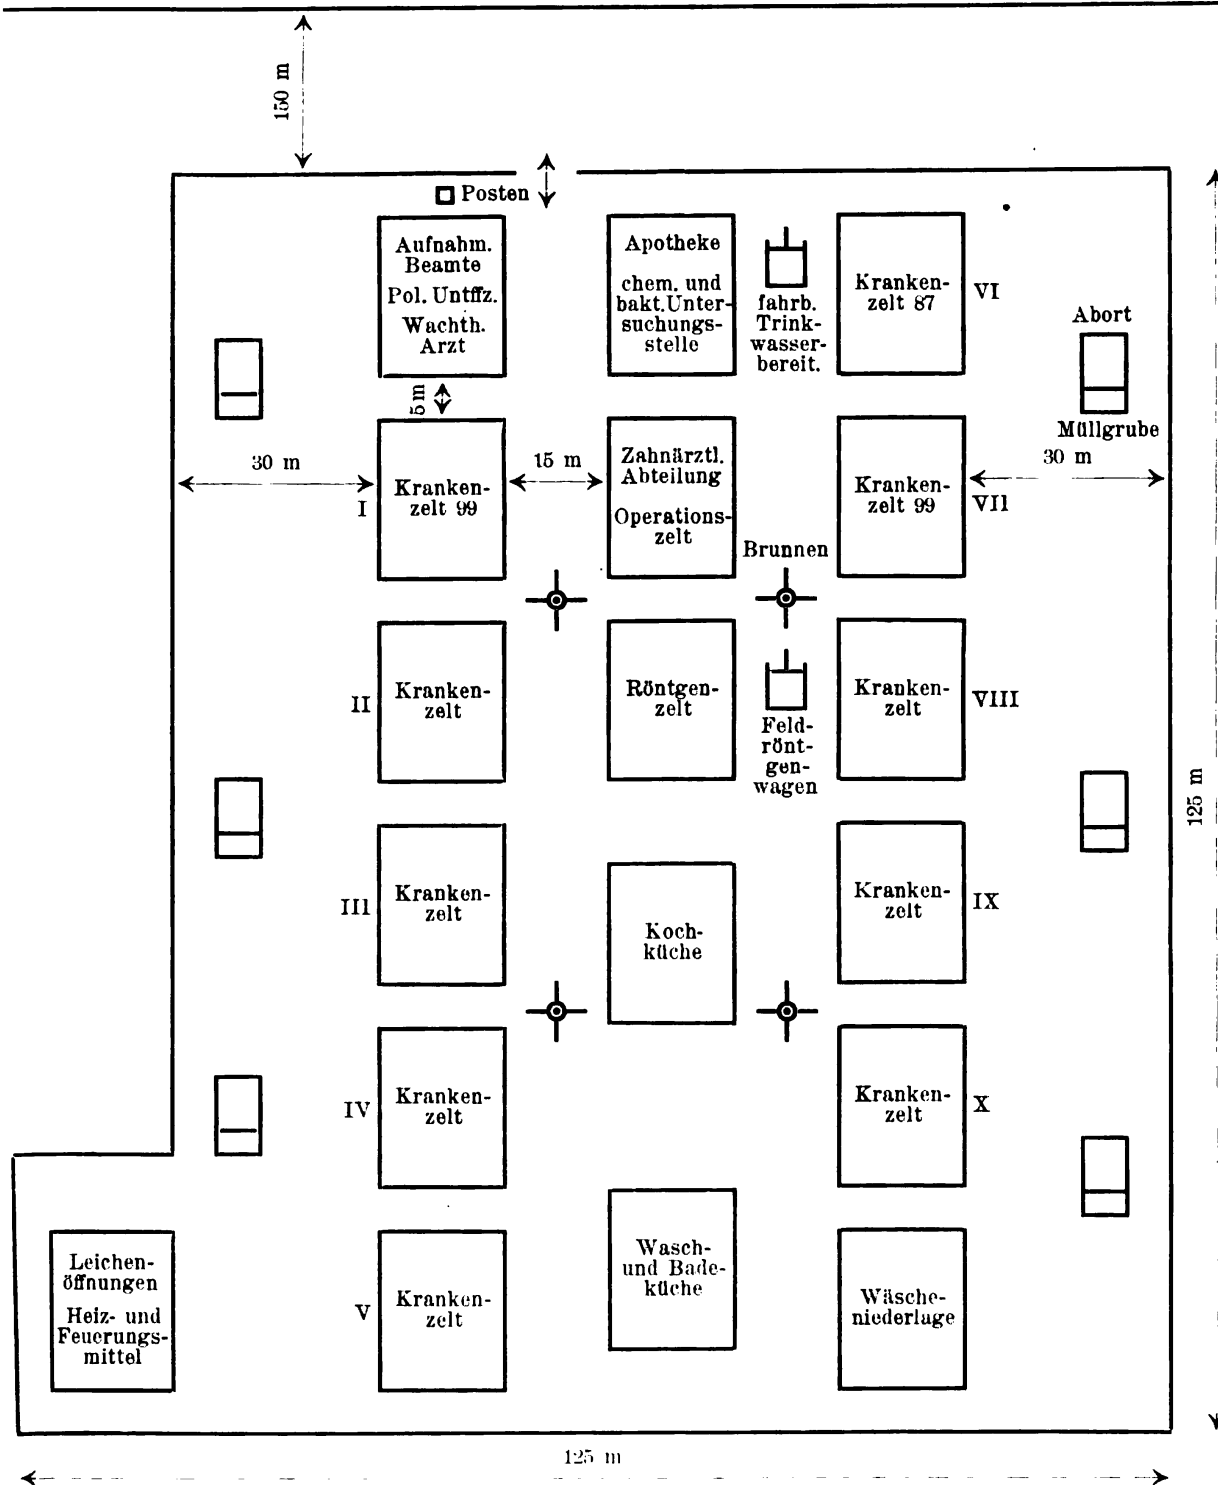 150 m
Posten
Aufnahm.
Beamte
Pol. Untffz.
Wachth.
Arzt
Apotheke
chem. und
bakt. Unter-
suchungs-
stelle
fahrb.
Trink-
wasser-
bereit.
Kranken-
zelt 87
VI
Abort
Müllgrube
5 m
30 m
I
Kranken-
zelt 99
15 m
Zahnärztl.
Abteilung
Operations-
zelt
Brunnen
Kranken-
zelt 99
VII
30 m
II
Kranken-
zelt
Röntgen-
zelt
Feld-
rönt-
gen-
wagen
Kranken-
zelt
VIII
125 m
III
Kranken-
zelt
Koch-
küche
Kranken-
zelt
IX
IV
Kranken-
zelt
Kranken-
zelt
X
Leichen-
öffnungen
Heiz- und
Feuerungs-
mittel
V
Kranken-
zelt
Wasch-
und Bade-
küche
Wäsche-
niederlage
125 m